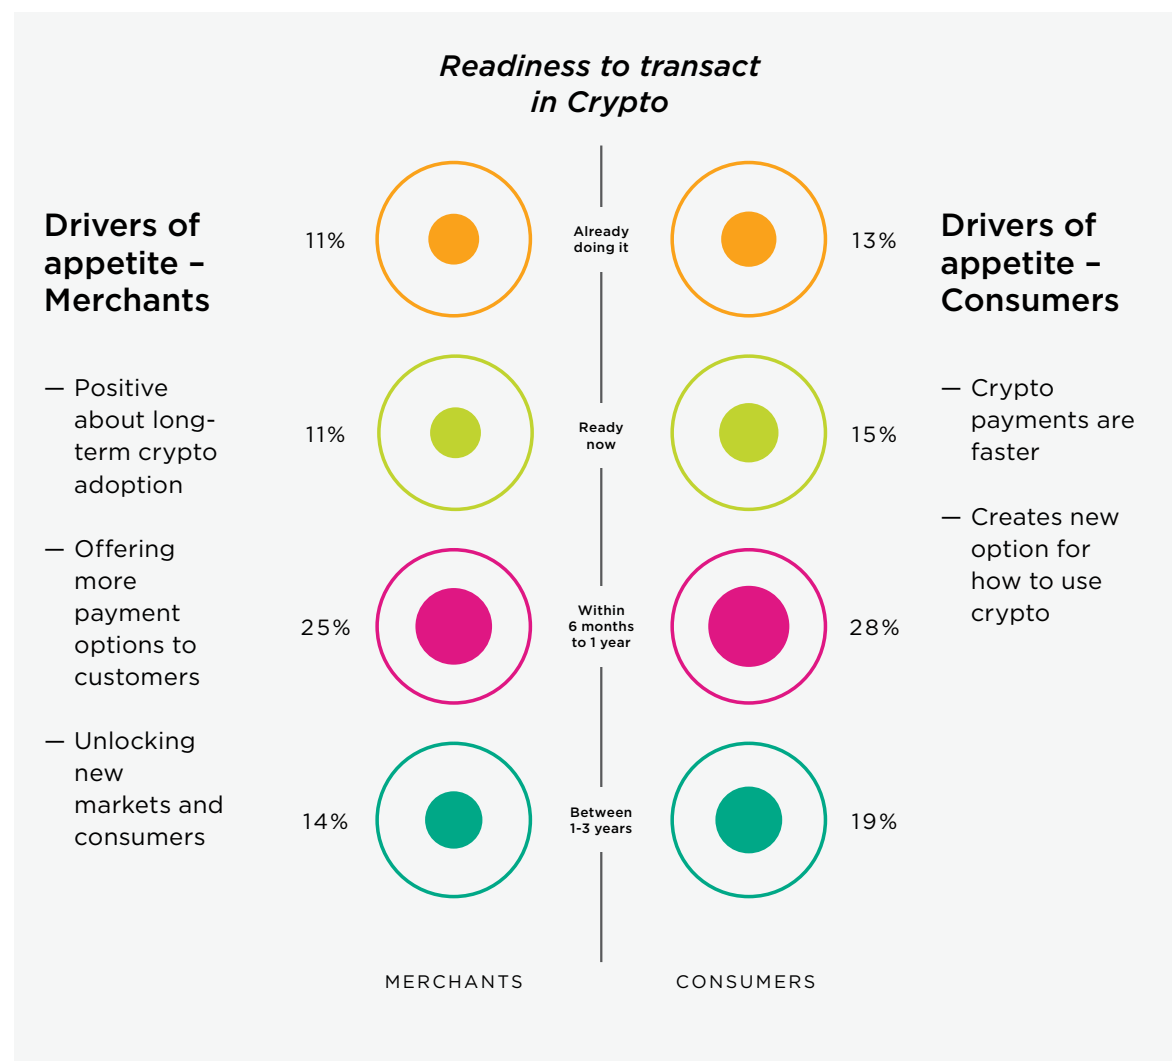 Readiness to transact
in Crypto
Drivers of
appetite –
Merchants
— Positive
about long-
term crypto
adoption
— Offering
more
payment
options to
customers
— Unlocking
new
markets and
consumers
11%
Already
doing it
13%
11%
Ready
now
15%
25%
Within
6 months
to 1 year
28%
14%
Between
1-3 years
19%
MERCHANTS
CONSUMERS
Drivers of
appetite –
Consumers
— Crypto
payments are
faster
— Creates new
option for
how to use
crypto